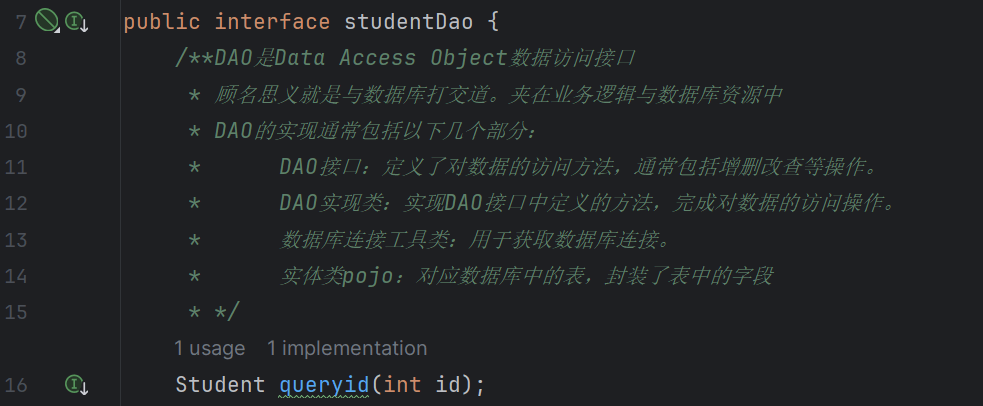 7 public interface studentDao {
8 /**DAO是Data Access Object数据访问接口
9 * 顾名思义就是与数据库打交道。夹在业务逻辑与数据库资源中
10 * DAO的实现通常包括以下几个部分：
11 * DAO接口：定义了对数据的访问方法，通常包括增删改查等操作。
12 * DAO实现类：实现DAO接口中定义的方法，完成对数据的访问操作。
13 * 数据库连接工具类：用于获取数据库连接。
14 * 实体类pojo：对应数据库中的表，封装了表中的字段
15 * */
1 usage 1 implementation
16 Student queryid(int id);